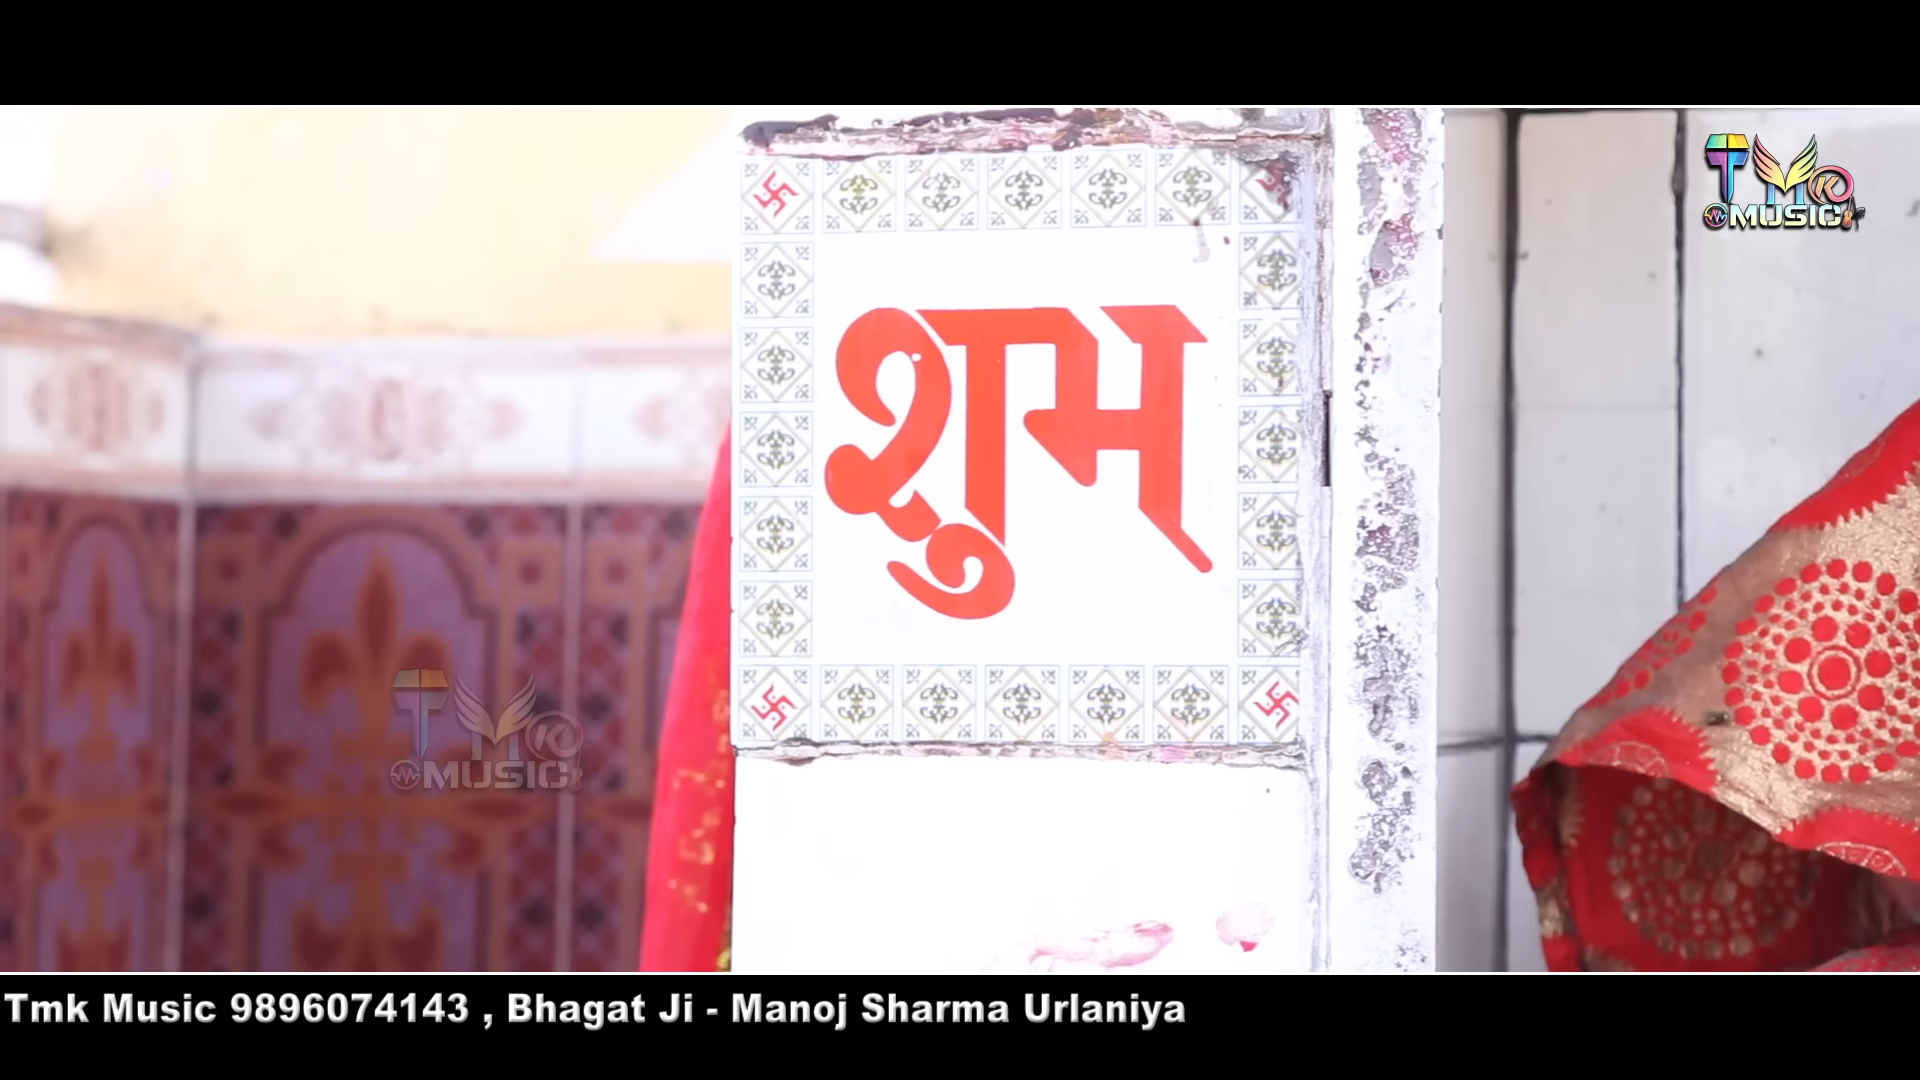 TMK
MUSIC
शुभ
TMK
MUSIC
Tmk Music 9896074143 , Bhagat Ji - Manoj Sharma Urlaniya